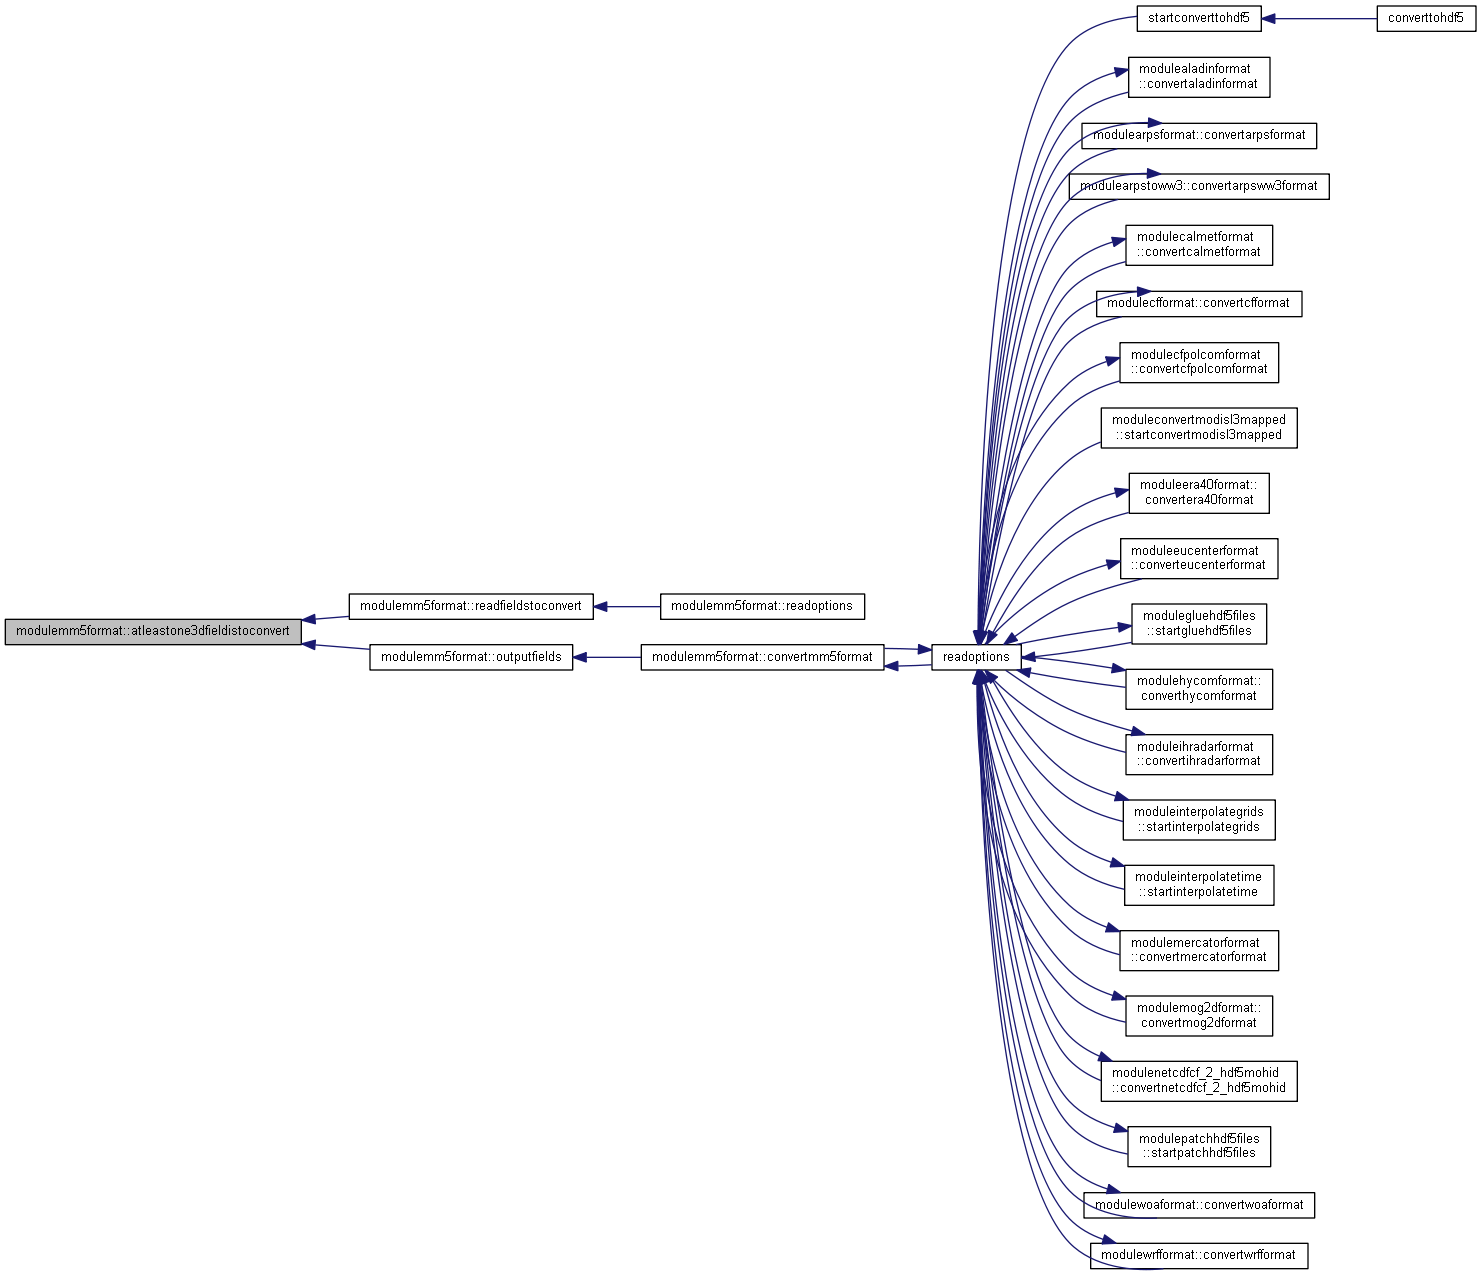 startconverttohdf5
converttohdf5
modulealadinformat
::convertaladinformat
modulearpsformat::convertarpsformat
modulearpstoww3::convertarpsww3format
modulecalmetformat
::convertcalmetformat
modulecfformat::convertcfformat
modulecfpolcomformat
::convertcfpolcomformat
moduleconvertmodisl3mapped
::startconvertmodisl3mapped
moduleera40format::
convertera40format
moduleeucenterformat
::converteucenterformat
modulemm5format::readfieldstoconvert
modulemm5format::readoptions
modulegluehdf5files
::startgluehdf5files
modulemm5format::atleastone3dfieldistoconvert
modulemm5format::outputfields
modulemm5format::convertmm5format
readoptions
modulehycomformat::
converthycomformat
moduleihradarformat
::convertihradarformat
moduleinterpolategrids
::startinterpolategrids
moduleinterpolatetime
::startinterpolatetime
modulemercatorformat
::convertmercatorformat
modulemog2dformat::
convertmog2dformat
modulenetcdfcf_2_hdf5mohid
::convertnetcdfcf_2_hdf5mohid
modulepatchhdf5files
::startpatchhdf5files
modulewoaformat::convertwoaformat
modulewrfformat::convertwrfformat